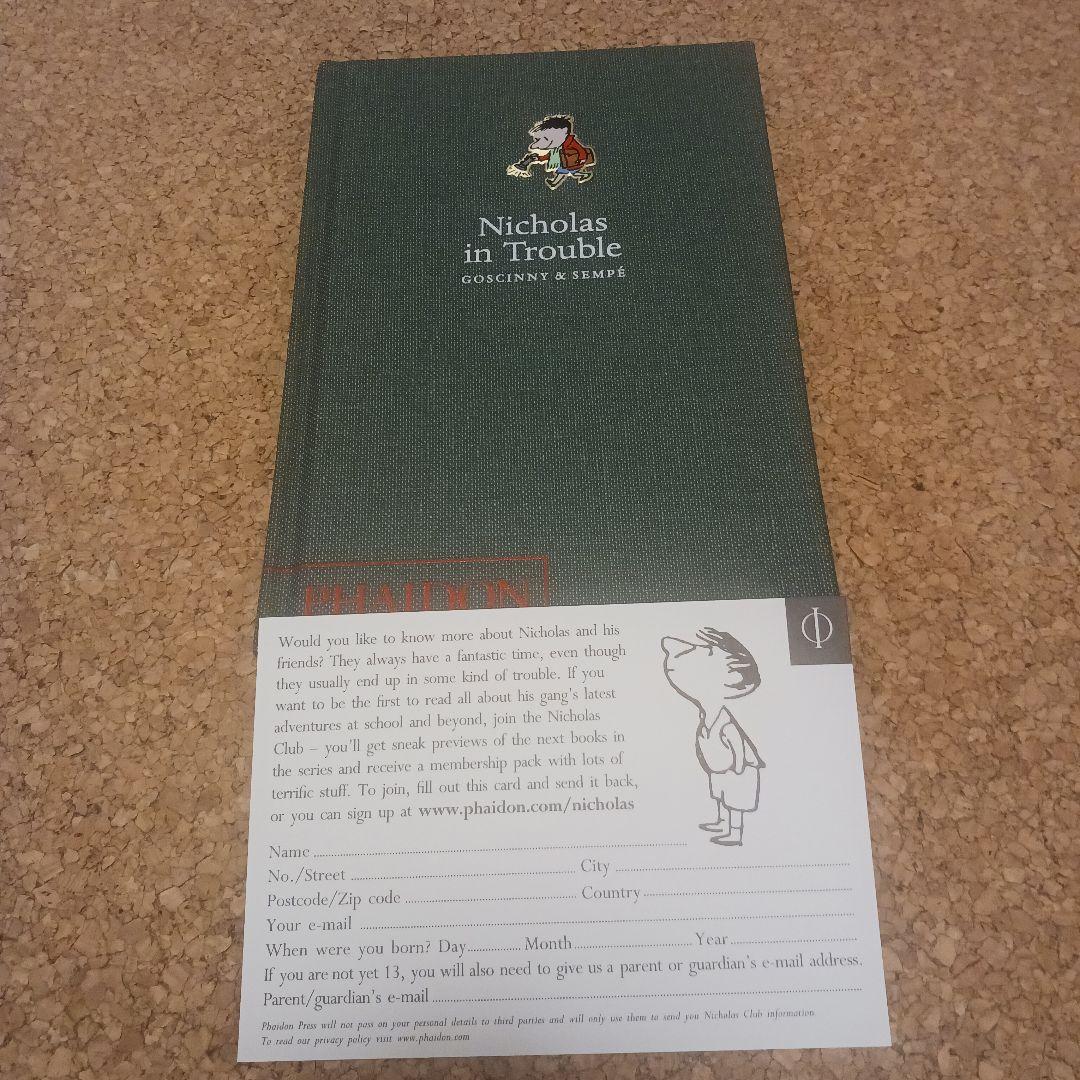 Nicholas
in Trouble
GOSCINNY & SEMPÉ
PHAIDON
Would you like to know more about Nicholas and his
friends? They always have a fantastic time, even though
they usually end up in some kind of trouble. If you
want to be the first to read all about his gang's latest
adventures at school and beyond, join the Nicholas
Club – you'll get sneak previews of the next books in
the series and receive a membership pack with lots of
terrific stuff. To join, fill out this card and send it back,
or you can sign up at www.phaidon.com/nicholas
Name
No./Street City
Postcode/Zip code Country
Your e-mail
When were you born? Day Month Year
If you are not yet 13, you will also need to give us a parent or guardian's e-mail address.
Parent/guardian's e-mail
Phaidon Press will not pass on your personal details to third parties and will only use them to send you Nicholas Club information.
To read our privacy policy visit www.phaidon.com